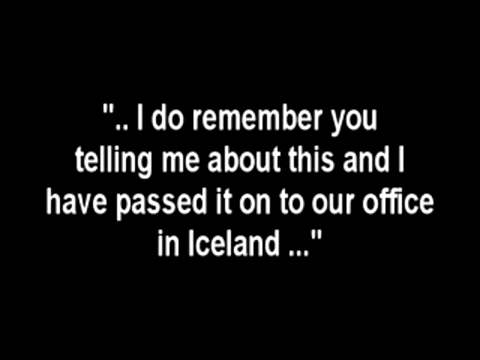 ".. I do remember you
telling me about this and I
have passed it on to our office
in Iceland ..."